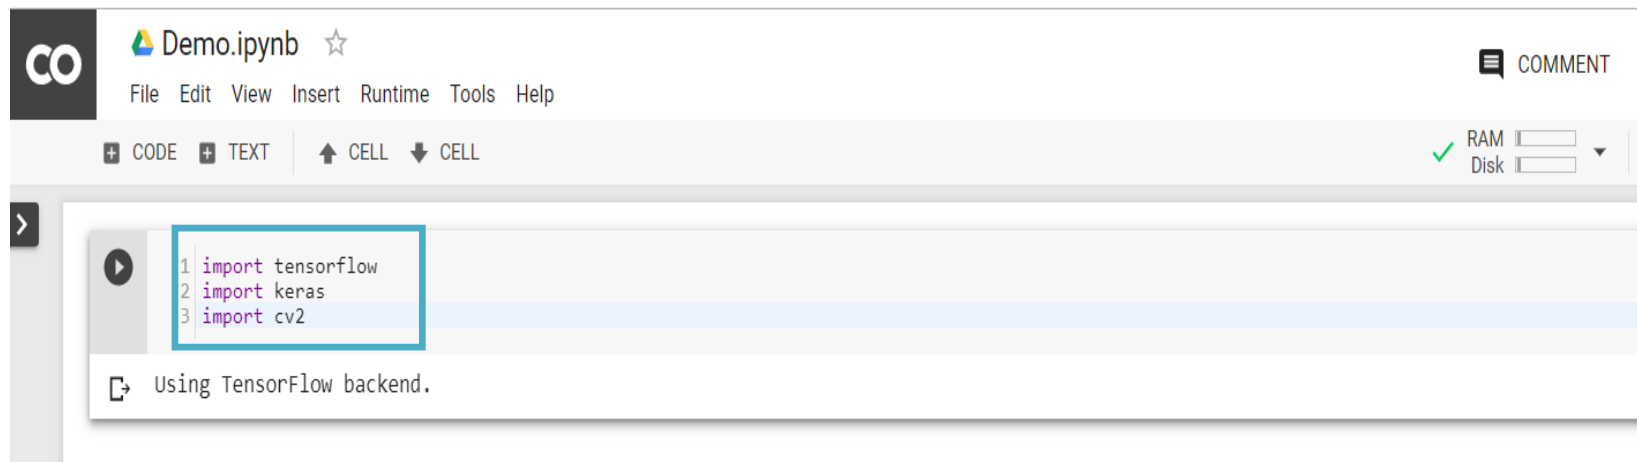 CO
Demo.ipynb
COMMENT
File Edit View Insert Runtime Tools Help
CODE TEXT CELL CELL
RAM
Disk
1 import tensorflow
2 import keras
3 import cv2
Using TensorFlow backend.